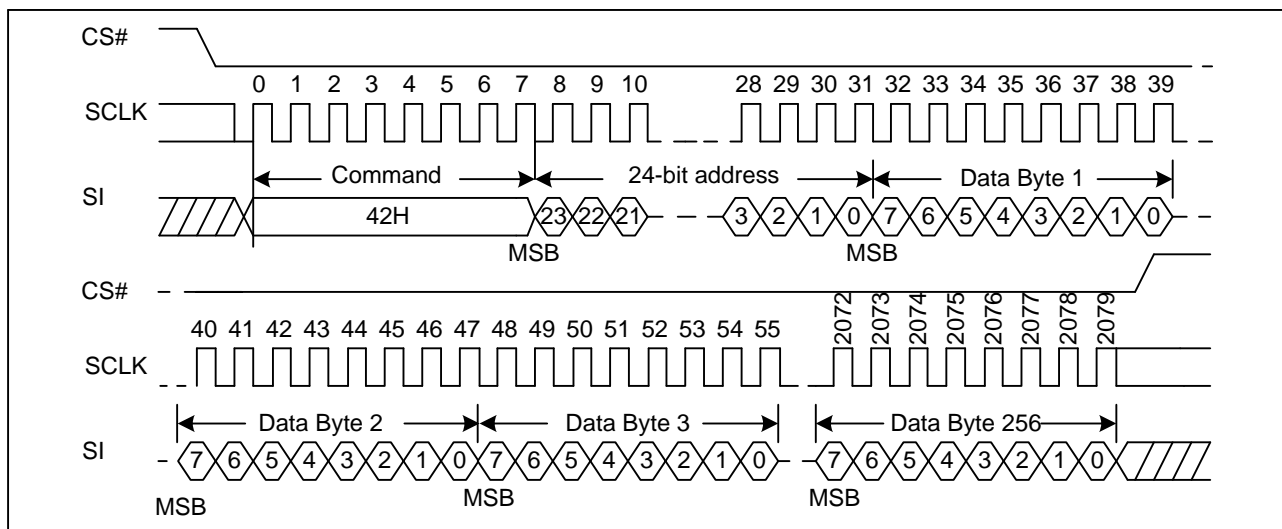 CS#
0 1 2 3 4 5 6 7 8 9 10 28 29 30 31 32 33 34 35 36 37 38 39
SCLK
Command 24-bit address Data Byte 1
SI
42H 23 22 21 3 2 1 0 7 6 5 4 3 2 1 0
MSB MSB
CS#
40 41 42 43 44 45 46 47 48 49 50 51 52 53 54 55 2072 2073 2074 2075 2076 2077 2078 2079
SCLK
Data Byte 2 Data Byte 3 Data Byte 256
SI
7 6 5 4 3 2 1 0 7 6 5 4 3 2 1 0 7 6 5 4 3 2 1 0
MSB MSB MSB